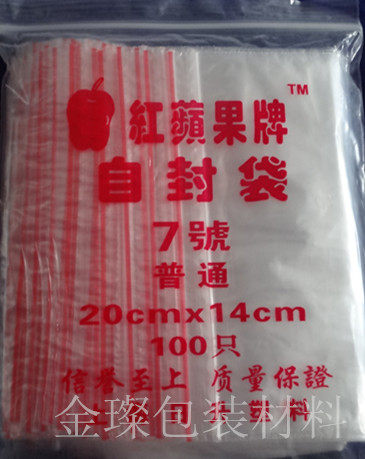 紅蘋果牌™
自封袋
7號
普通
20cmx14cm
100只
信誉至上 质量保證
金璨包装材料